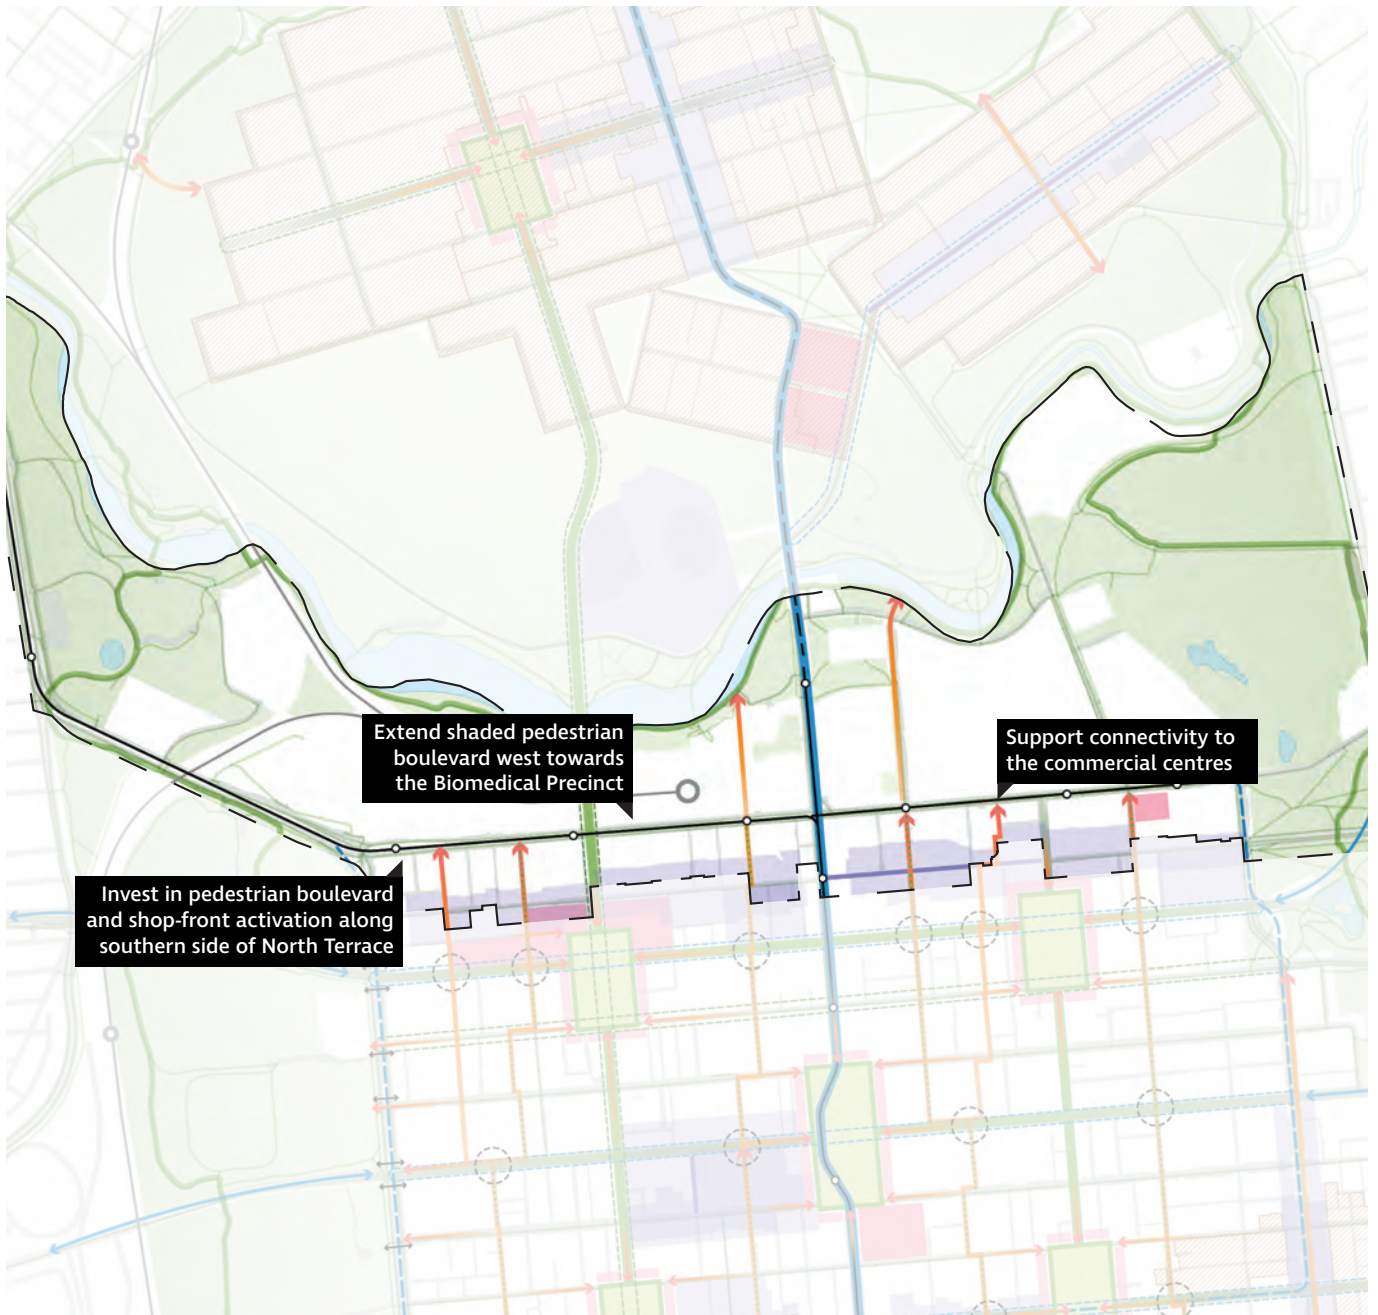 Extend shaded pedestrian
boulevard west towards
the Biomedical Precinct
Support connectivity to
the commercial centres
Invest in pedestrian boulevard
and shop-front activation along
southern side of North Terrace